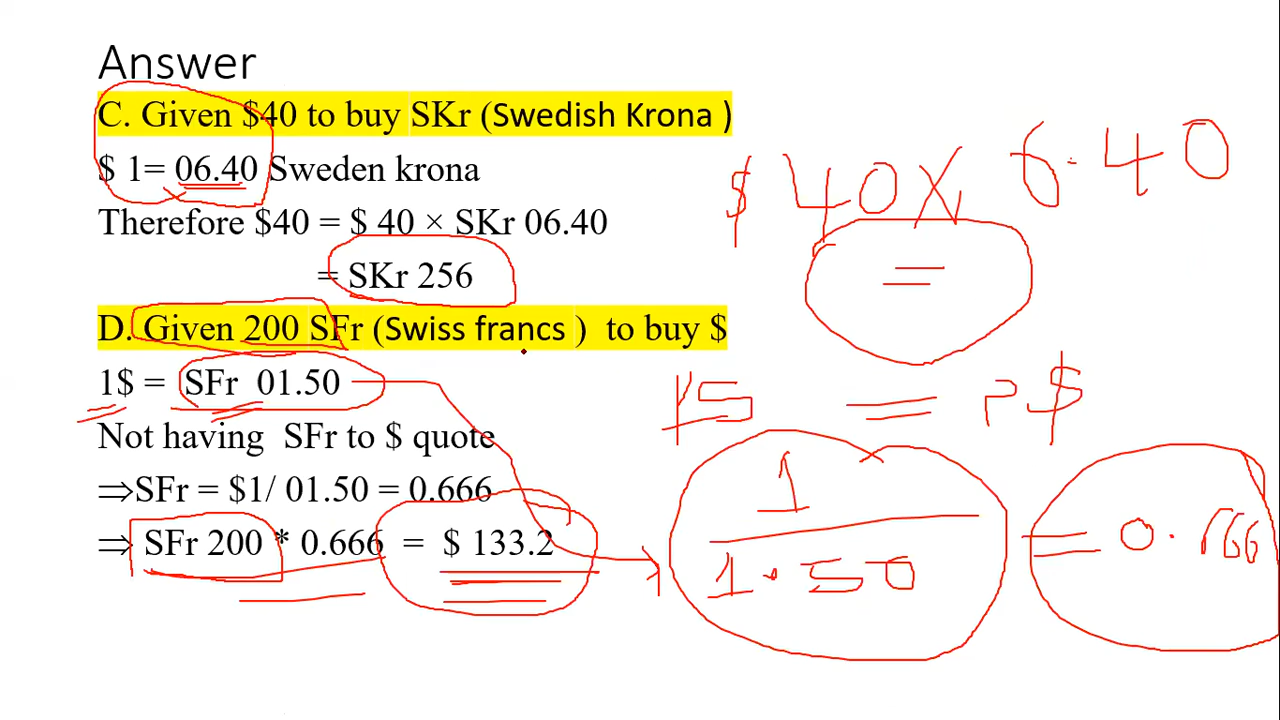 Answer
C. Given $40 to buy SKr (Swedish Krona )
$ 1= 06.40 Sweden krona
Therefore $40 = $ 40 × SKr 06.40
= SKr 256
D. Given 200 SFr (Swiss francs ) to buy $
1$ = SFr 01.50
Not having SFr to $ quote
⇒SFr = $1/ 01.50 = 0.666
⇒ SFr 200 * 0.666 = $ 133.2
$ 40 × 6.40
=
= ? $
1
1.50
= 0.666